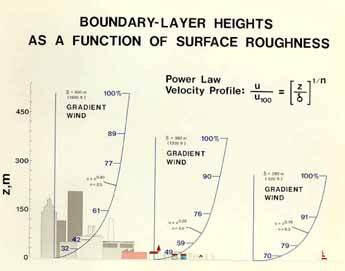 BOUNDARY-LAYER HEIGHTS
AS A FUNCTION OF SURFACE ROUGHNESS
Power Law
Velocity Profile: u/u100 = [z/δ]1/n
z,m
450
300
150
0
100%
GRADIENT
WIND
89
77
61
42
32
100%
GRADIENT
WIND
90
76
59
49
100%
GRADIENT
WIND
91
79
70